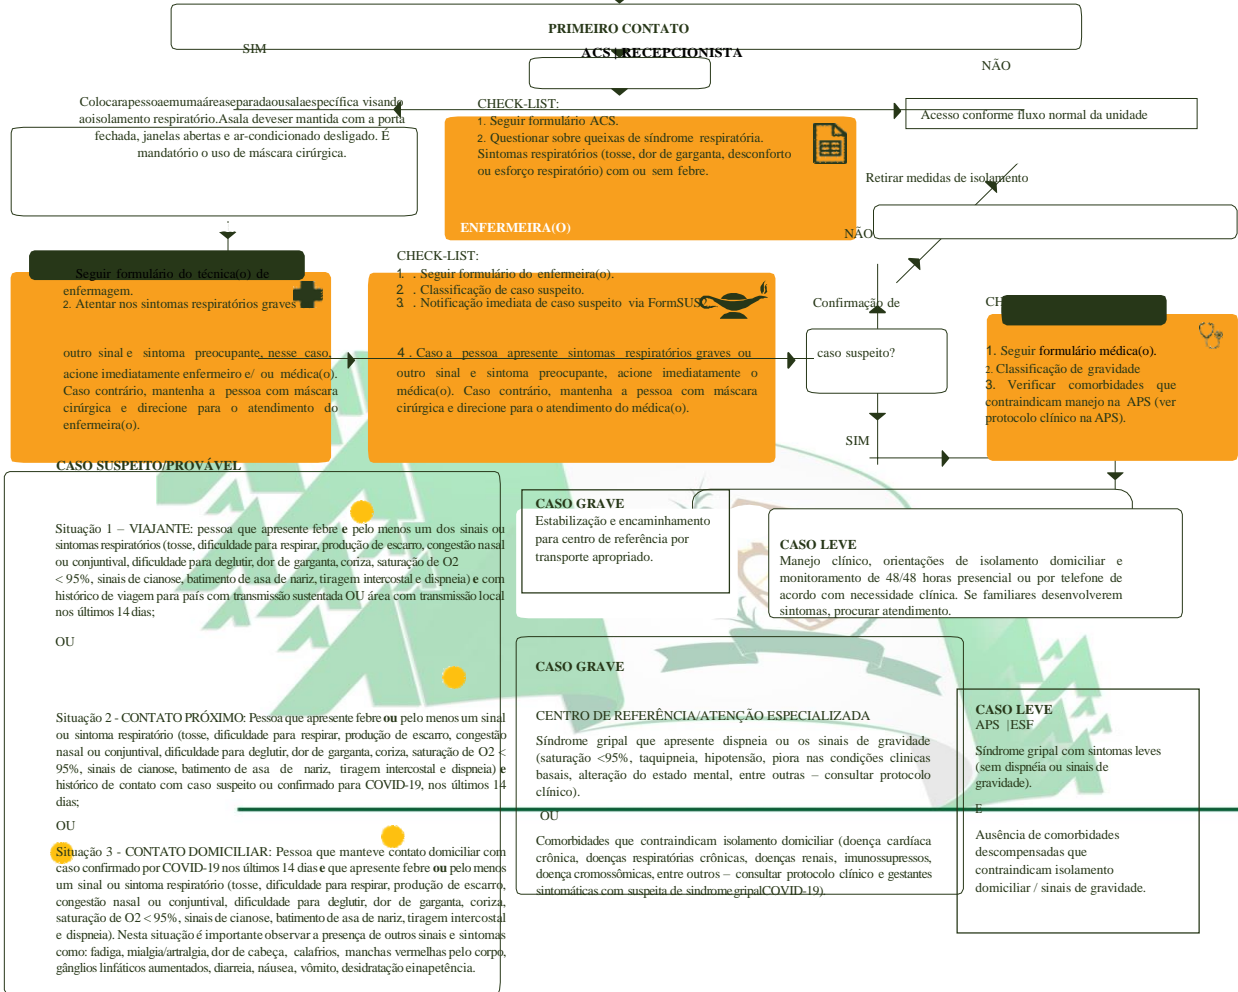 PRIMEIRO CONTATO
SIM
ACS | RECEPCIONISTA
NÃO
Colocarapessoaemumaáreaseparadaousalaespecífica visando
aoisolamento respiratório.Asala deveser mantida com a porta
fechada, janelas abertas e ar-condicionado desligado. É
mandatório o uso de máscara cirúrgica.
CHECK-LIST:
1. Seguir formulário ACS.
2. Questionar sobre queixas de síndrome respiratória.
Sintomas respiratórios (tosse, dor de garganta, desconforto
ou esforço respiratório) com ou sem febre.
Acesso conforme fluxo normal da unidade
Retirar medidas de isolamento
ENFERMEIRA(O)
NÃO
Seguir formulário do técnica(o) de
enfermagem.
2. Atentar nos sintomas respiratórios graves
outro sinal e sintoma preocupante, nesse caso,
acione imediatamente enfermeiro e/ ou médica(o).
Caso contrário, mantenha a pessoa com máscara
cirúrgica e direcione para o atendimento do
enfermeira(o).
CHECK-LIST:
1. . Seguir formulário do enfermeira(o).
2 . Classificação de caso suspeito.
3 . Notificação imediata de caso suspeito via FormSUS2.
4 . Caso a pessoa apresente sintomas respiratórios graves ou
outro sinal e sintoma preocupante, acione imediatamente o
médica(o). Caso contrário, mantenha a pessoa com máscara
cirúrgica e direcione para o atendimento do médica(o).
Confirmação de
caso suspeito?
SIM
CH
1. Seguir formulário médica(o).
2. Classificação de gravidade
3. Verificar comorbidades que
contraindicam manejo na APS (ver
protocolo clínico na APS).
CASO SUSPEITO/PROVÁVEL
Situação 1 – VIAJANTE: pessoa que apresente febre e pelo menos um dos sinais ou
sintomas respiratórios (tosse, dificuldade para respirar, produção de escarro, congestão nasal
ou conjuntival, dificuldade para deglutir, dor de garganta, coriza, saturação de O2
< 95%, sinais de cianose, batimento de asa de nariz, tiragem intercostal e dispneia) e com
histórico de viagem para país com transmissão sustentada OU área com transmissão local
nos últimos 14 dias;
OU
Situação 2 - CONTATO PRÓXIMO: Pessoa que apresente febre ou pelo menos um sinal
ou sintoma respiratório (tosse, dificuldade para respirar, produção de escarro, congestão
nasal ou conjuntival, dificuldade para deglutir, dor de garganta, coriza, saturação de O2 <
95%, sinais de cianose, batimento de asa de nariz, tiragem intercostal e dispneia) e
histórico de contato com caso suspeito ou confirmado para COVID-19, nos últimos 14
dias;
OU
Situação 3 - CONTATO DOMICILIAR: Pessoa que manteve contato domiciliar com
caso confirmado por COVID-19 nos últimos 14 dias e que apresente febre ou pelo menos
um sinal ou sintoma respiratório (tosse, dificuldade para respirar, produção de escarro,
congestão nasal ou conjuntival, dificuldade para deglutir, dor de garganta, coriza,
saturação de O2 < 95%, sinais de cianose, batimento de asa de nariz, tiragem intercostal
e dispneia). Nesta situação é importante observar a presença de outros sinais e sintomas
como: fadiga, mialgia/artralgia, dor de cabeça, calafrios, manchas vermelhas pelo corpo,
gânglios linfáticos aumentados, diarreia, náusea, vômito, desidratação einapetência.
CASO GRAVE
Estabilização e encaminhamento
para centro de referência por
transporte apropriado.
CASO LEVE
Manejo clínico, orientações de isolamento domiciliar e
monitoramento de 48/48 horas presencial ou por telefone de
acordo com necessidade clínica. Se familiares desenvolverem
sintomas, procurar atendimento.
CASO GRAVE
CENTRO DE REFERÊNCIA/ATENÇÃO ESPECIALIZADA
Síndrome gripal que apresente dispneia ou os sinais de gravidade
(saturação <95%, taquipneia, hipotensão, piora nas condições clinicas
basais, alteração do estado mental, entre outras – consultar protocolo
clínico).
OU
Comorbidades que contraindicam isolamento domiciliar (doença cardíaca
crônica, doenças respiratórias crônicas, doenças renais, imunossupressos,
doença cromossômicas, entre outros – consultar protocolo clínico e gestantes
sintomáticas com suspeita de sindromegripalCOVID-19)
CASO LEVE
APS |ESF
Síndrome gripal com sintomas leves
(sem dispnéia ou sinais de
gravidade).
E
Ausência de comorbidades
descompensadas que
contraindicam isolamento
domiciliar / sinais de gravidade.